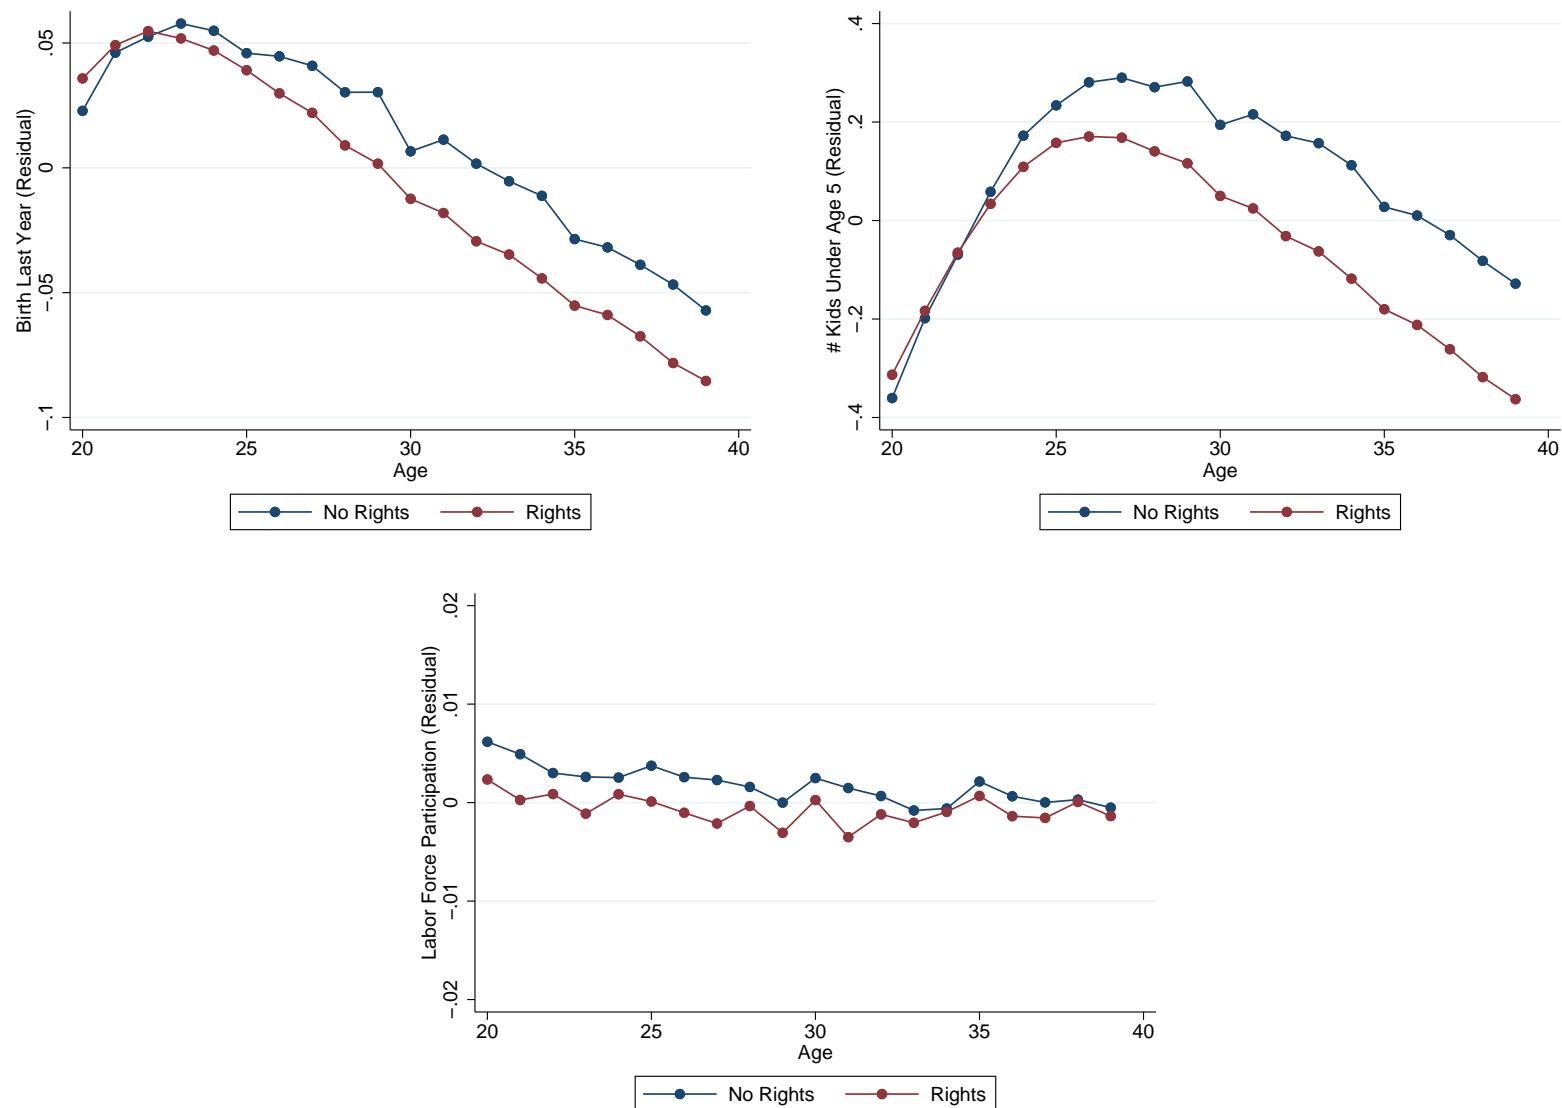 Birth Last Year (Residual)
.05
0
−.05
−.1
20 25 30 35 40
Age
No Rights Rights
# Kids Under Age 5 (Residual)
.4
.2
0
−.2
−.4
20 25 30 35 40
Age
No Rights Rights
Labor Force Participation (Residual)
.02
.01
0
−.01
−.02
20 25 30 35 40
Age
No Rights Rights